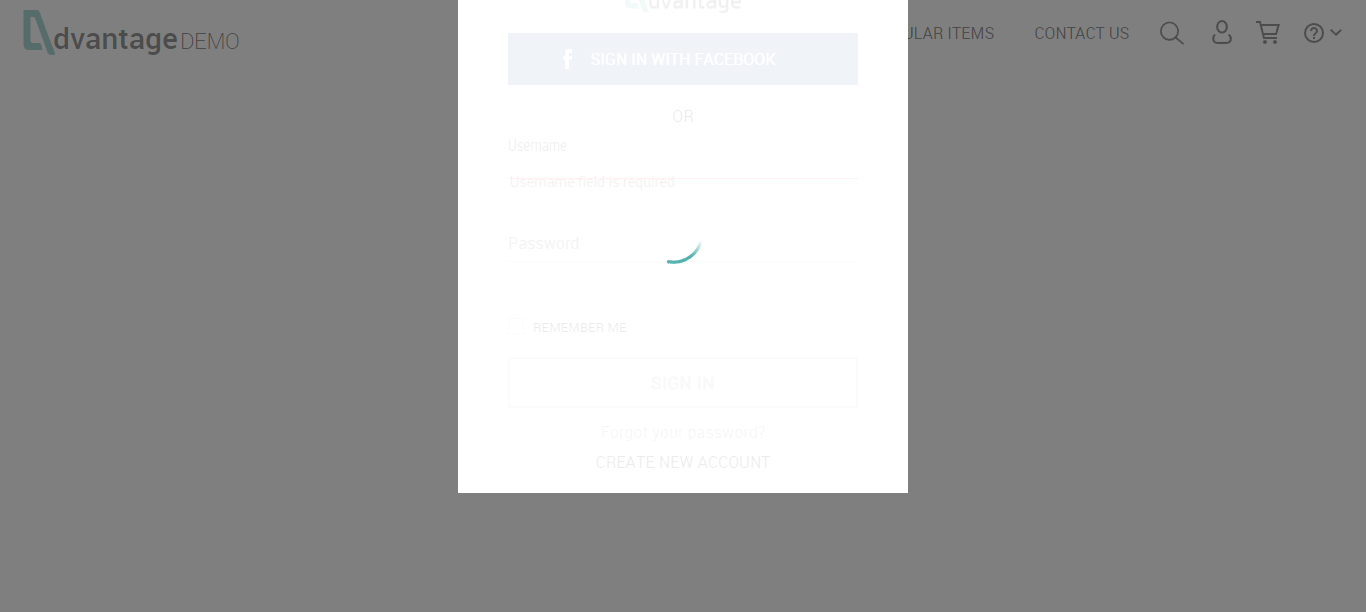 dvantage DEMO
ULAR ITEMS
CONTACT US
dvantage
SIGN IN WITH FACEBOOK
OR
Username
Username field is required
Password
REMEMBER ME
SIGN IN
Forgot your password?
CREATE NEW ACCOUNT